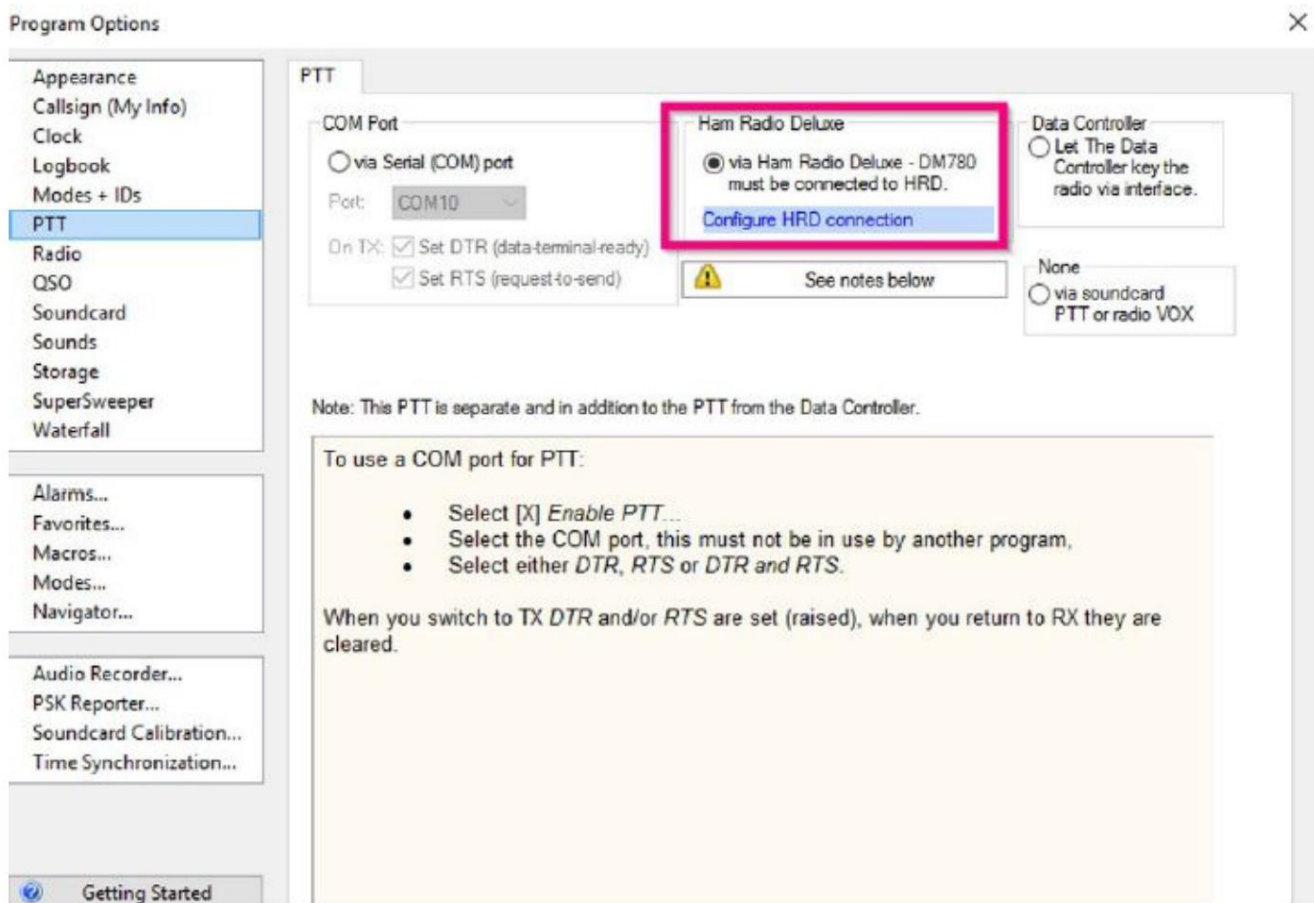 Program Options
Appearance
Callsign (My Info)
Clock
Logbook
Modes + IDs
PTT
Radio
QSO
Soundcard
Sounds
Storage
SuperSweeper
Waterfall
Alarms...
Favorites...
Macros...
Modes...
Navigator...
Audio Recorder...
PSK Reporter...
Soundcard Calibration...
Time Synchronization...
Getting Started
PTT
COM Port
via Serial (COM) port
Port: COM10
On TX: Set DTR (data-terminal-ready)
Set RTS (request-to-send)
Ham Radio Deluxe
via Ham Radio Deluxe - DM780
must be connected to HRD.
Configure HRD connection
See notes below
Data Controller
Let The Data
Controller key the
radio via interface.
None
via soundcard
PTT or radio VOX
Note: This PTT is separate and in addition to the PTT from the Data Controller.
To use a COM port for PTT:
• Select [X] Enable PTT...
• Select the COM port, this must not be in use by another program,
• Select either DTR, RTS or DTR and RTS.
When you switch to TX DTR and/or RTS are set (raised), when you return to RX they are
cleared.